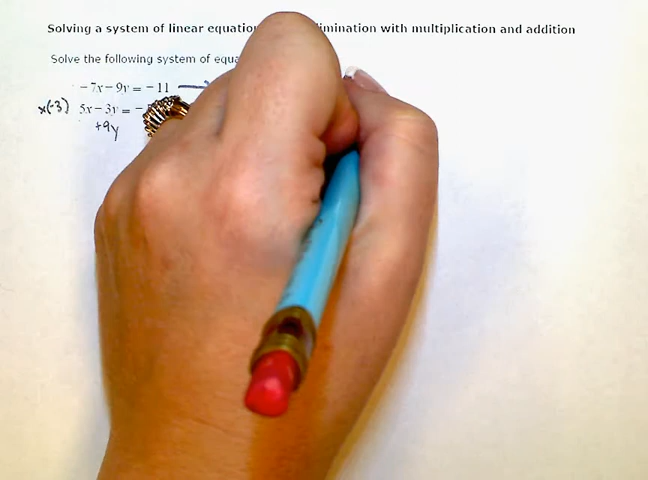 Solving a system of linear equatio imination with multiplication and addition
Solve the following system of equa
−7x−9y = −11
x(-3) 5x−3y = −
+9y